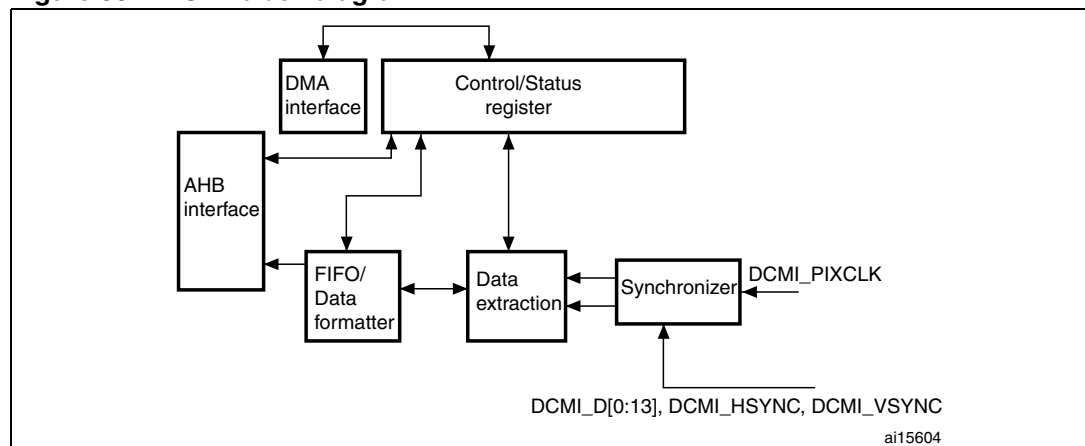 DMA
interface
Control/Status
register
AHB
interface
FIFO/
Data
formatter
Data
extraction
Synchronizer
DCMI_PIXCLK
DCMI_D[0:13], DCMI_HSYNC, DCMI_VSYNC
ai15604